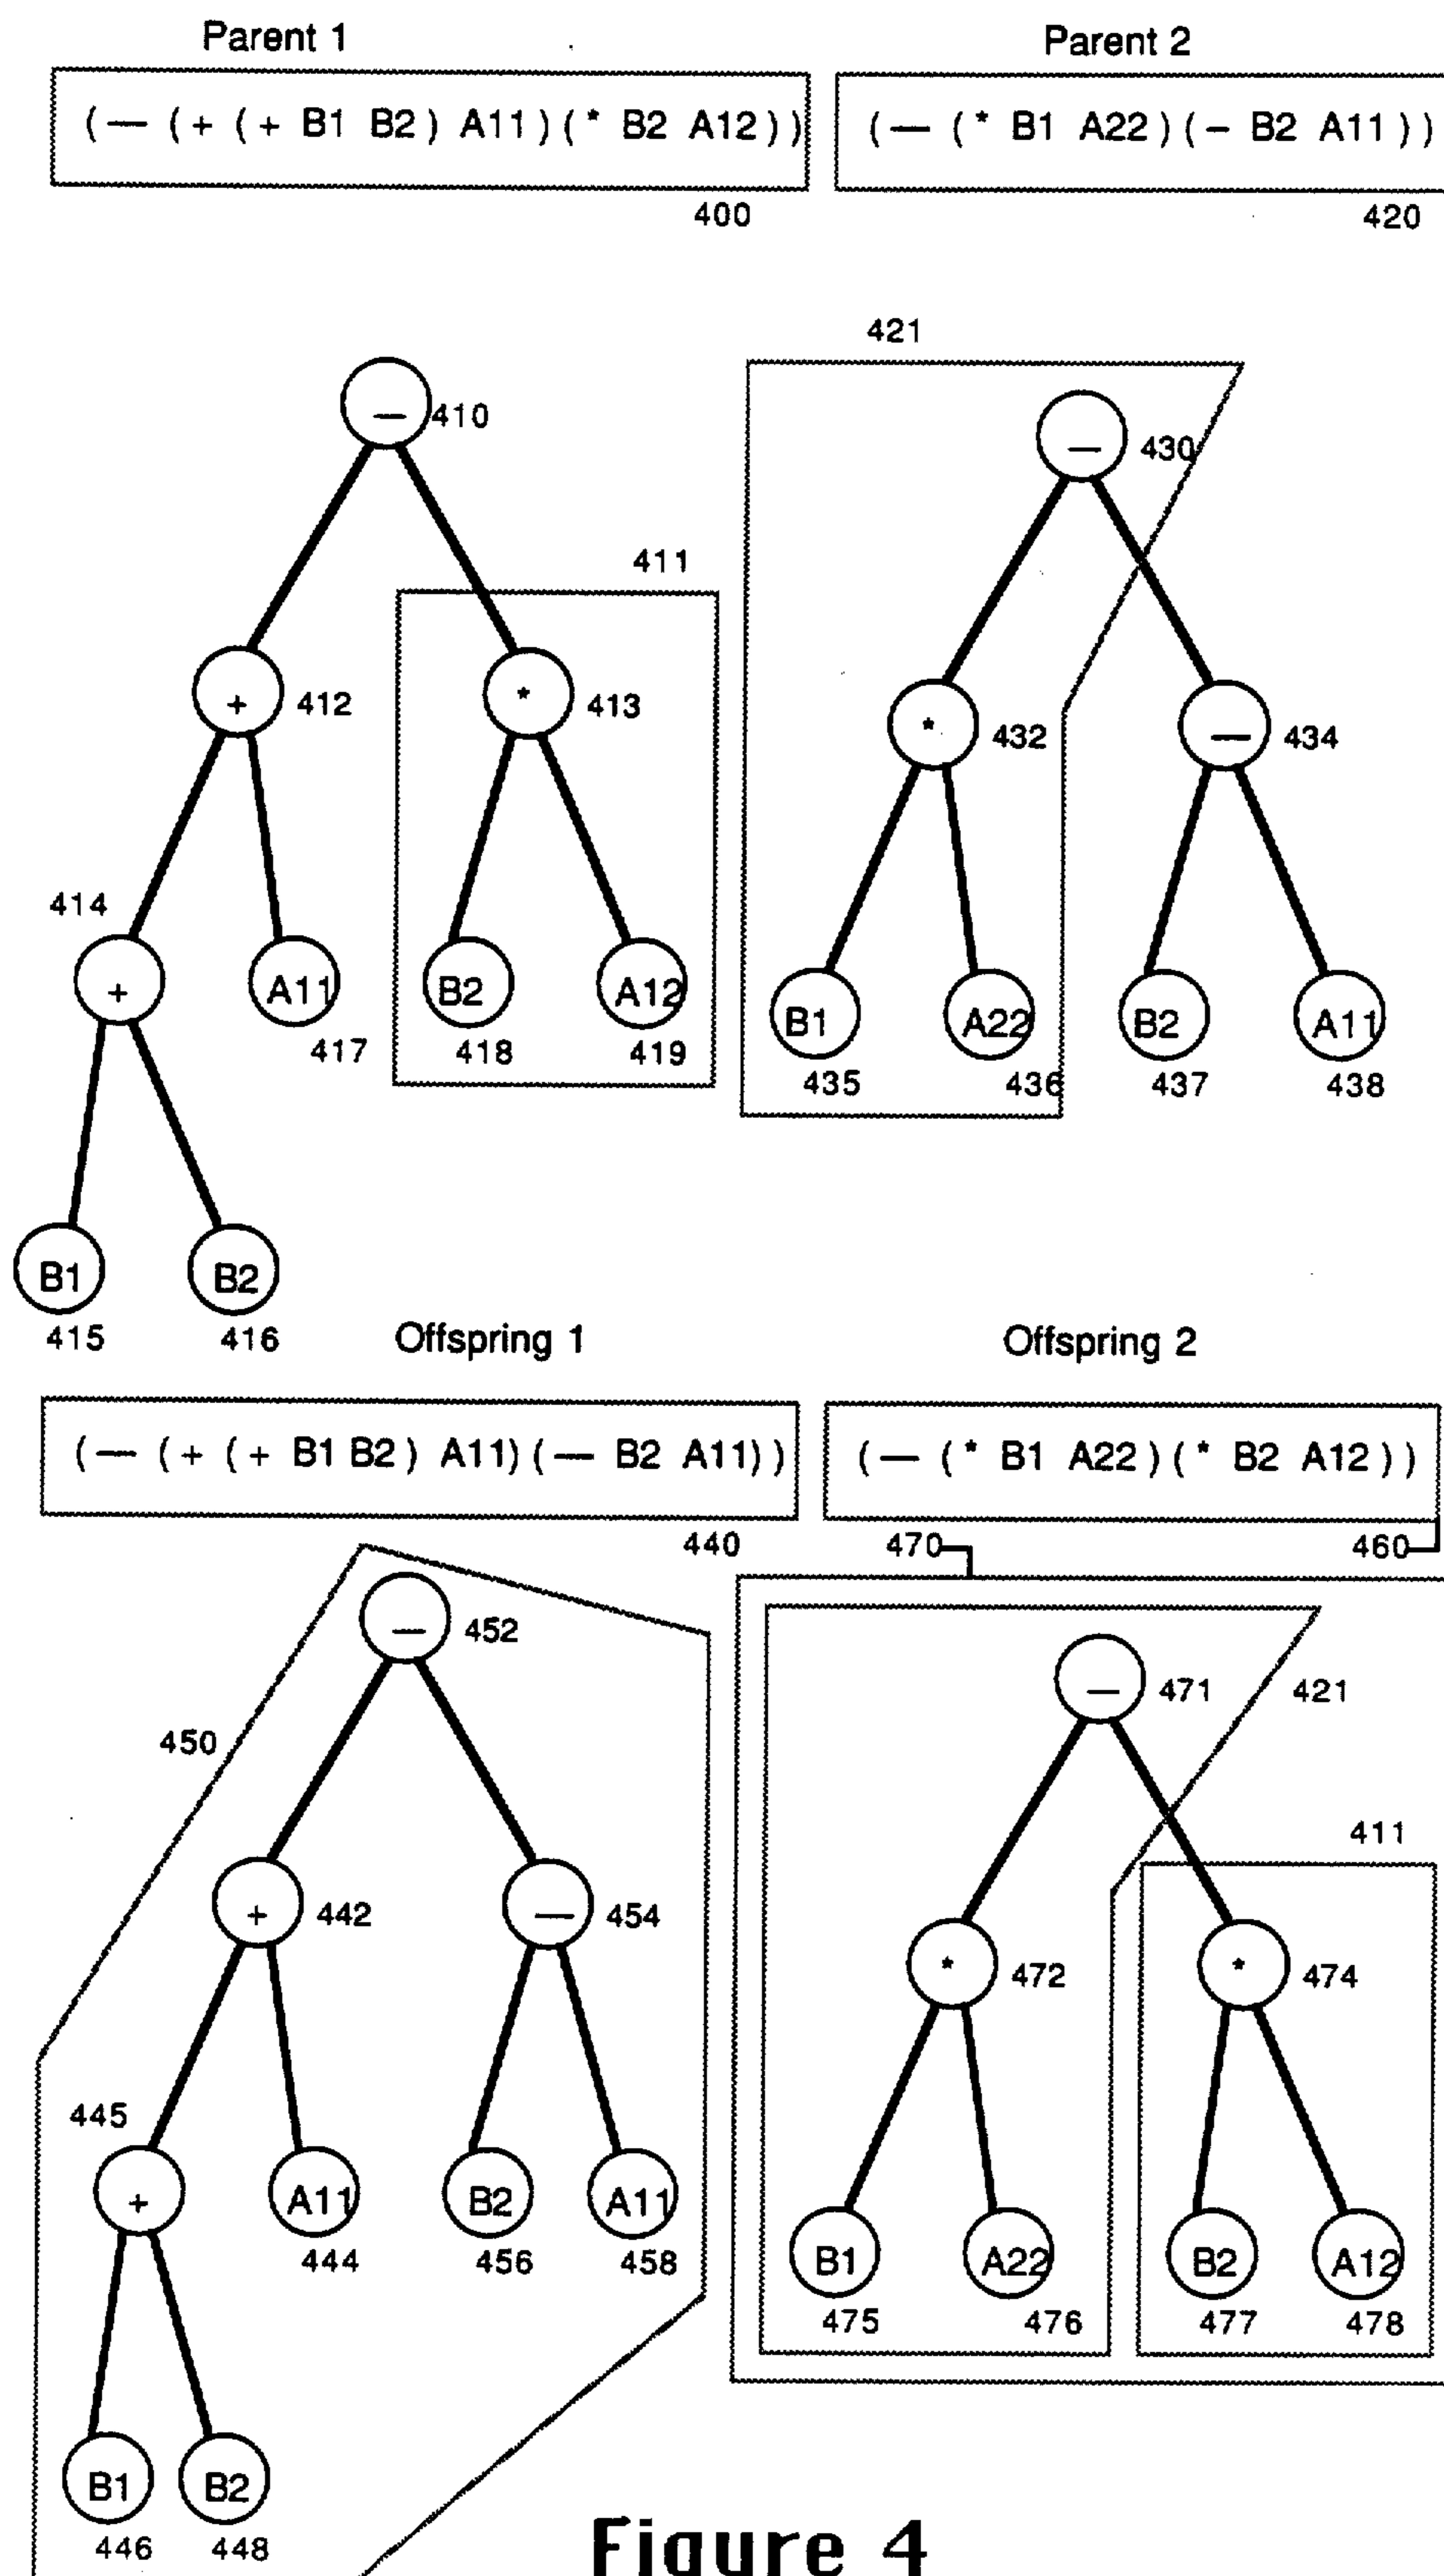 Parent 1 Parent 2
(— (+ (+ B1 B2) A11)(* B2 A12)) (— (* B1 A22)(– B2 A11))
400 420
421
— 410 — 430
411
+ 412 * 413 * 432 — 434
414
+ A11 B2 A12 B1 A22 B2 A11
417 418 419 435 436 437 438
B1 B2
415 416
Offspring 1 Offspring 2
(— (+ (+ B1 B2) A11)(— B2 A11)) (— (* B1 A22)(* B2 A12))
440 470 460
— 452 — 471 421
450
411
+ 442 — 454 * 472 * 474
445
+ A11 B2 A11 B1 A22 B2 A12
444 456 458 475 476 477 478
B1 B2
446 448
Figure 4